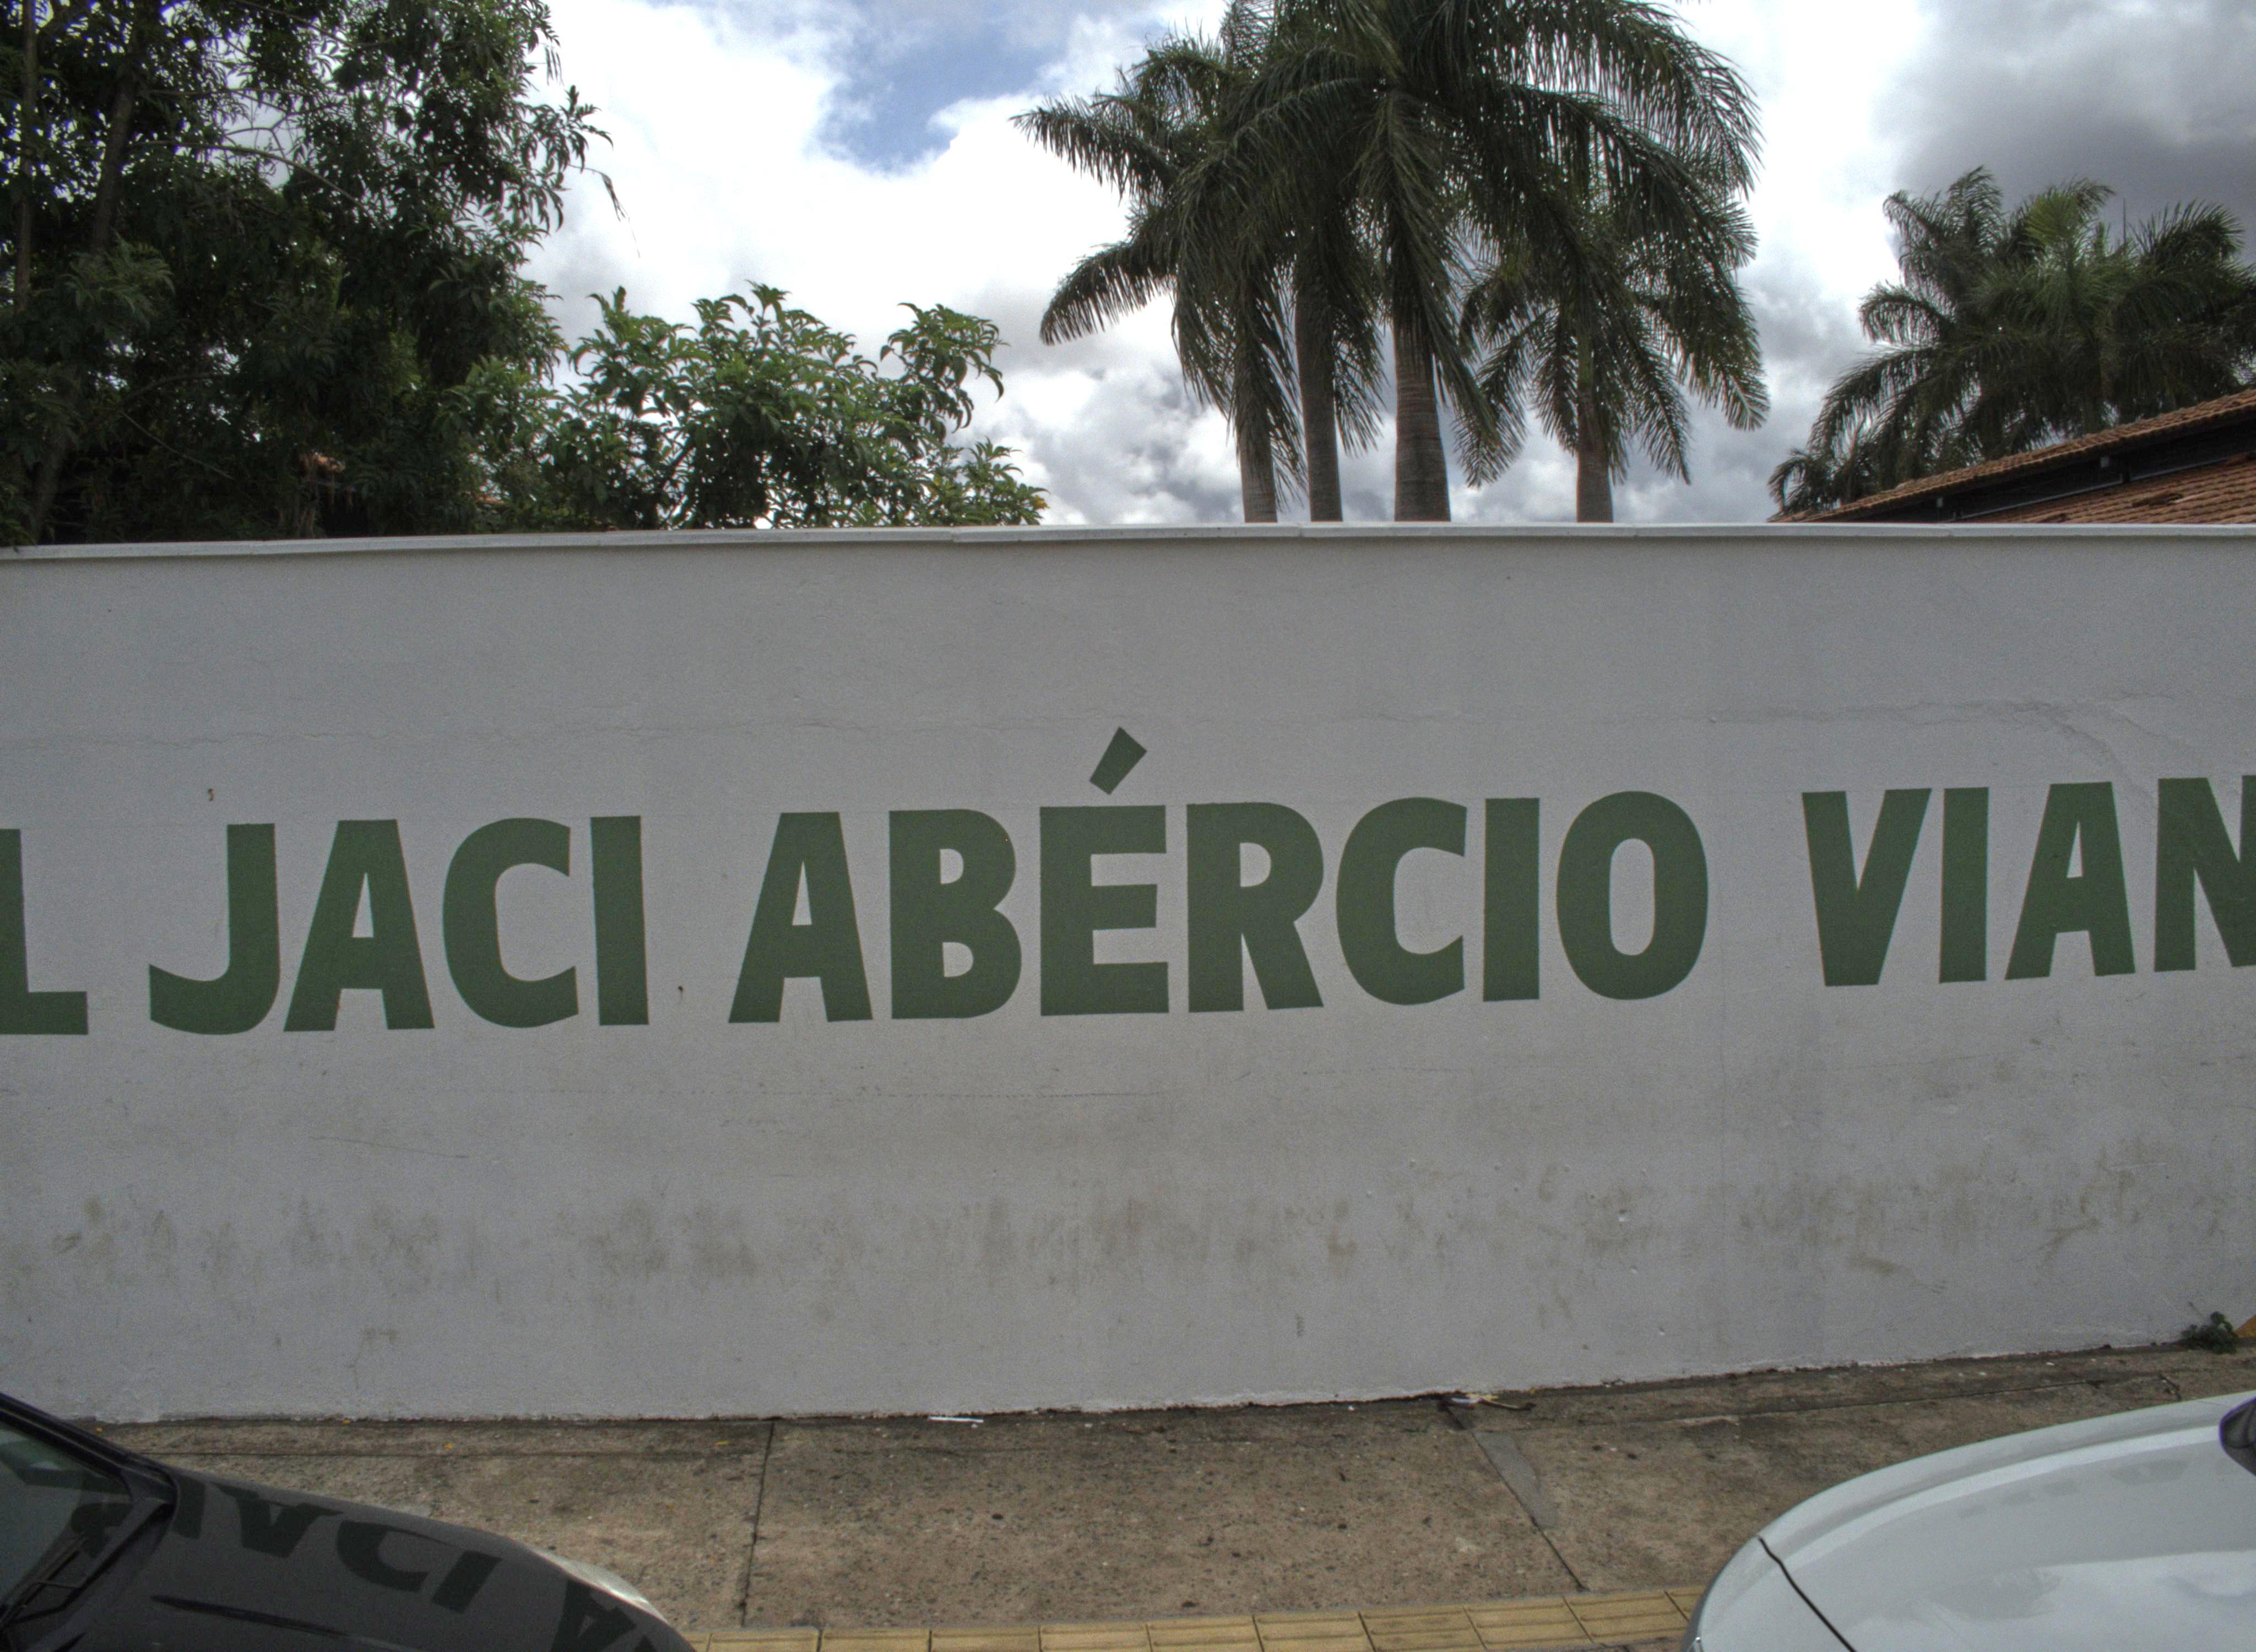 L JACI ABÉRCIO VIAN